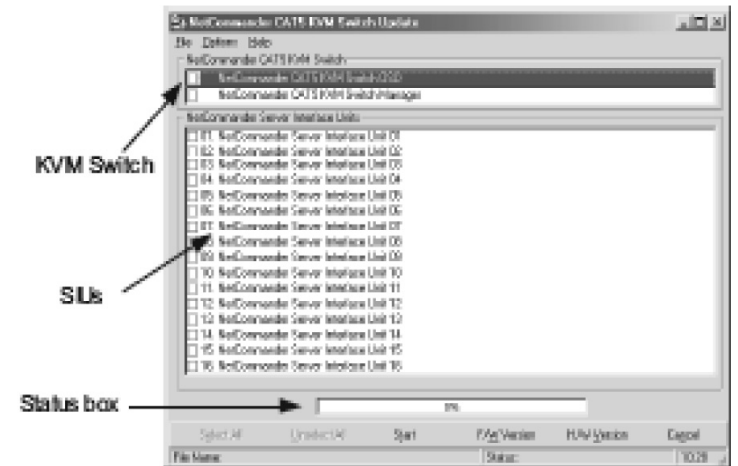 NetCommander CAT5 KVM Switch Update
File Options Help
NetCommander CAT5 KVM Switch
NetCommander CAT5 KVM Switch OSD
NetCommander CAT5 KVM Switch Manager
NetCommander Server Interface Units
01. NetCommander Server Interface Unit 01
02. NetCommander Server Interface Unit 02
03. NetCommander Server Interface Unit 03
04. NetCommander Server Interface Unit 04
05. NetCommander Server Interface Unit 05
06. NetCommander Server Interface Unit 06
07. NetCommander Server Interface Unit 07
08. NetCommander Server Interface Unit 08
09. NetCommander Server Interface Unit 09
10. NetCommander Server Interface Unit 10
11. NetCommander Server Interface Unit 11
12. NetCommander Server Interface Unit 12
13. NetCommander Server Interface Unit 13
14. NetCommander Server Interface Unit 14
15. NetCommander Server Interface Unit 15
16. NetCommander Server Interface Unit 16
KVM Switch
SIUs
Status box
0%
Select All Unselect All Start F/W Version H/W Version Cancel
File Name: Status: 10:28